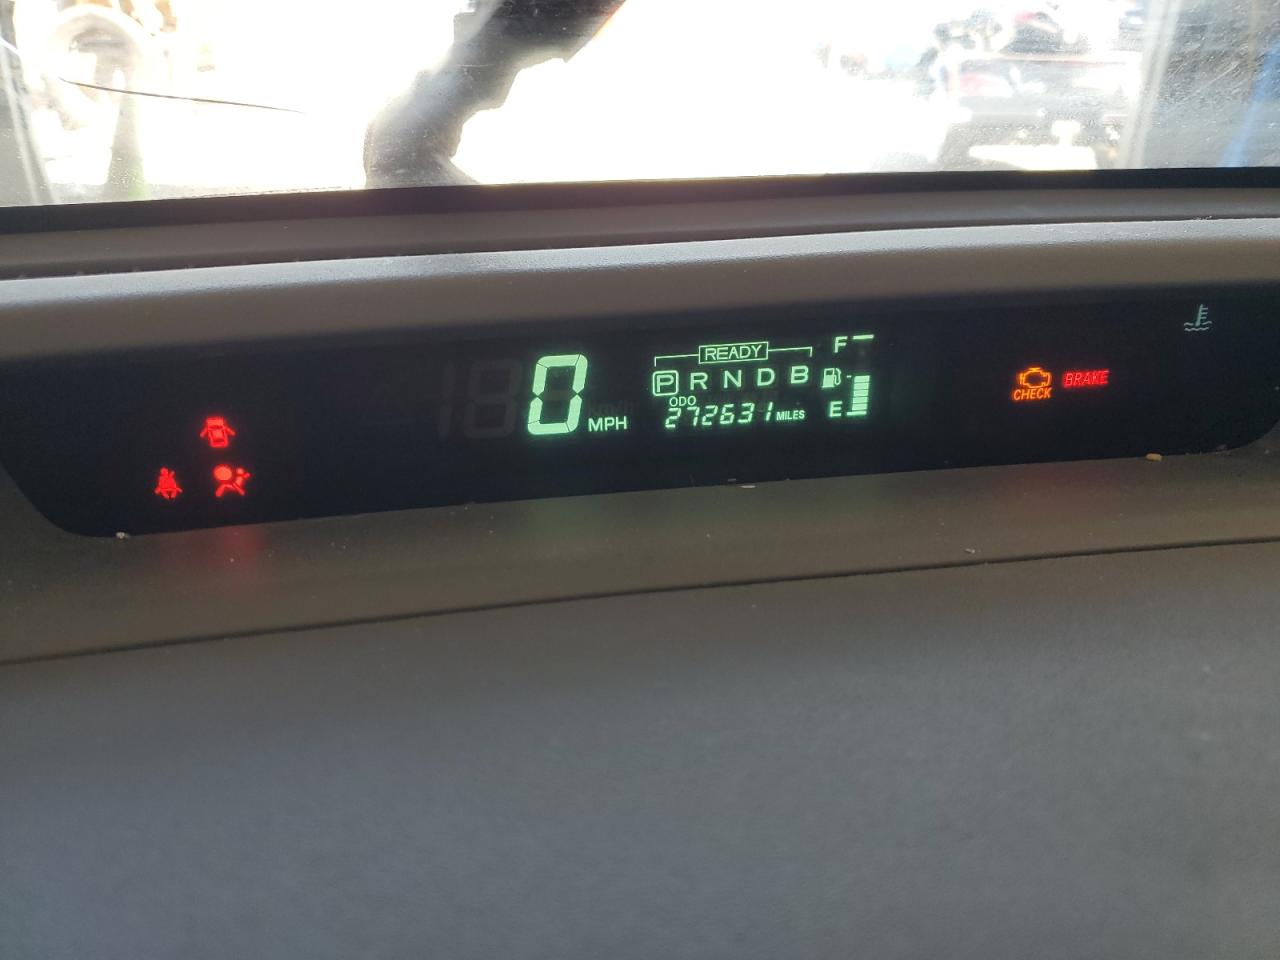 READY
F
P R N D B
ODO
272631 MILES
0 MPH
E
CHECK
BRAKE